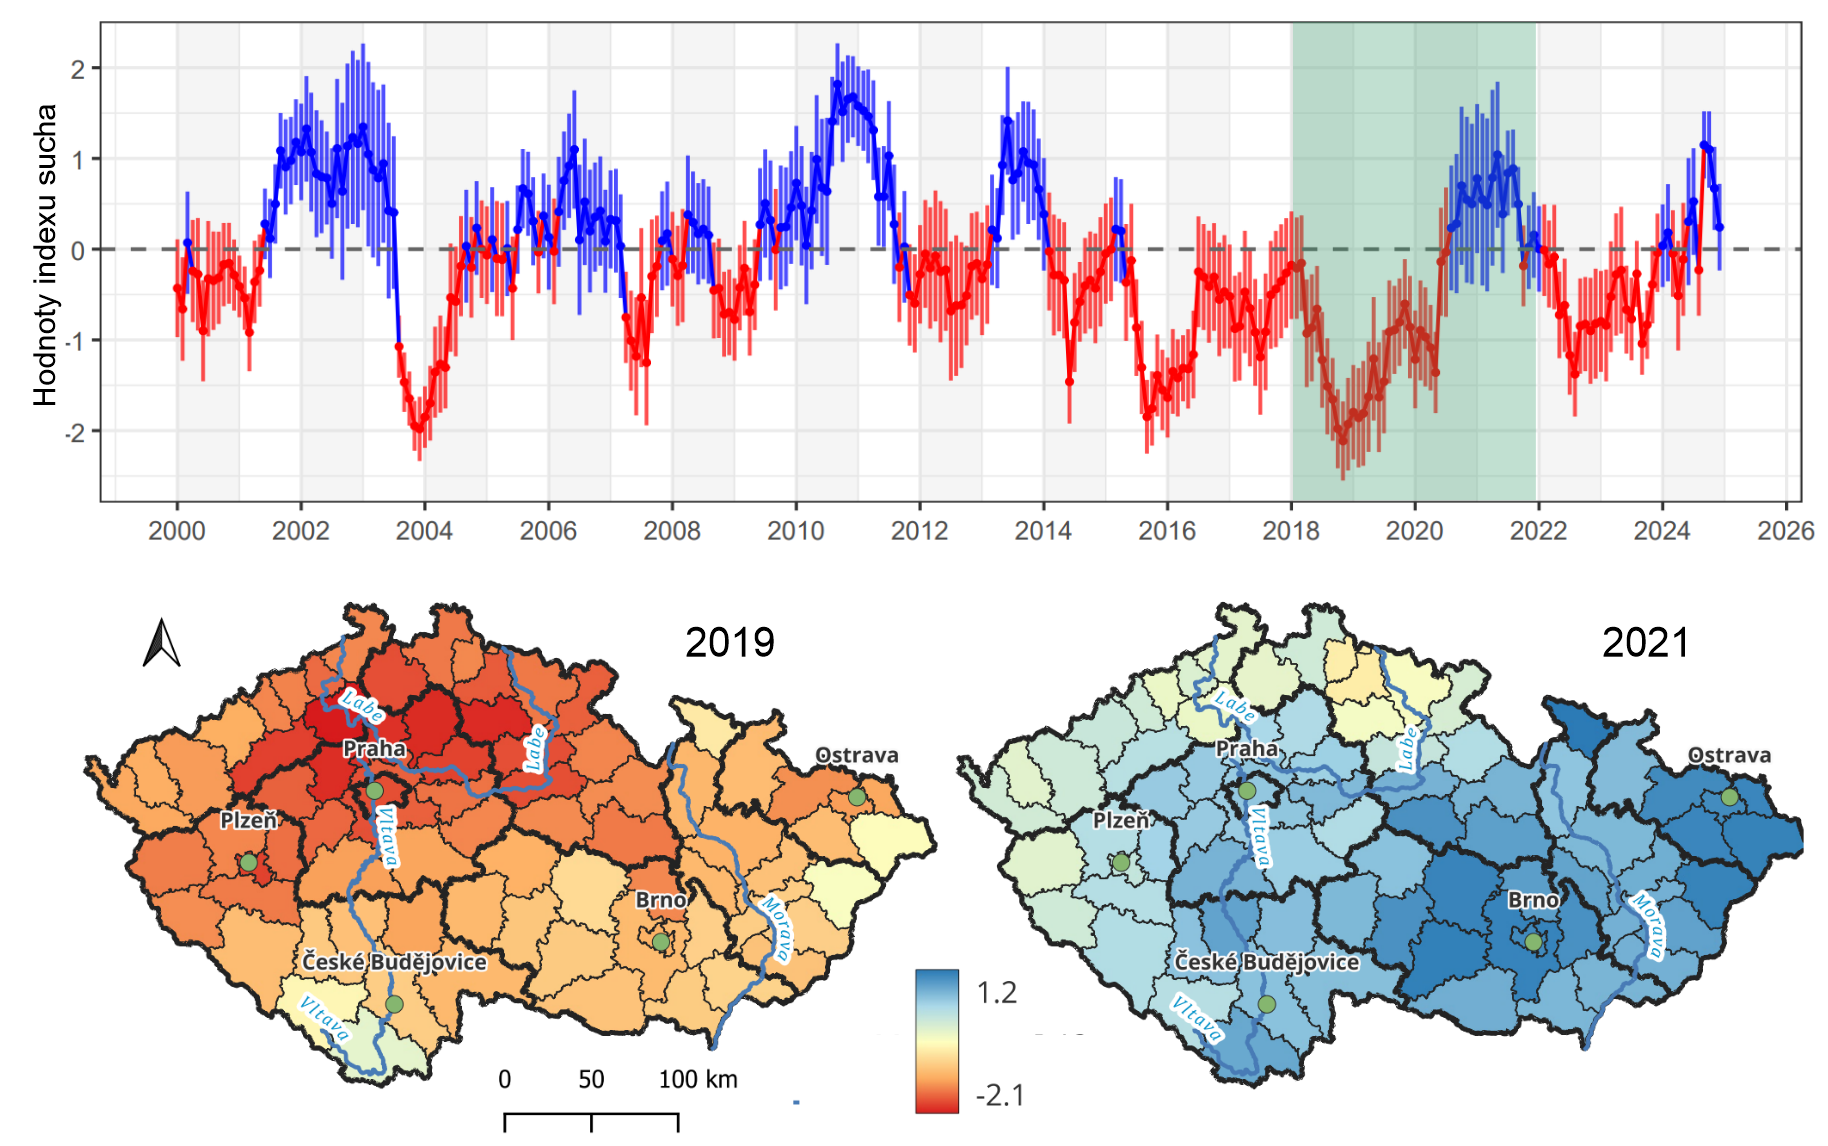 Hodnoty indexu sucha
2
1
0
-1
-2
2000 2002 2004 2006 2008 2010 2012 2014 2016 2018 2020 2022 2024 2026
2019
Labe
Praha
Labe
Ostrava
Plzeň
Vltava
Brno
Morava
České Budějovice
Vltava
0 50 100 km
1.2
-2.1
2021
Labe
Praha
Labe
Ostrava
Plzeň
Vltava
Brno
Morava
České Budějovice
Vltava